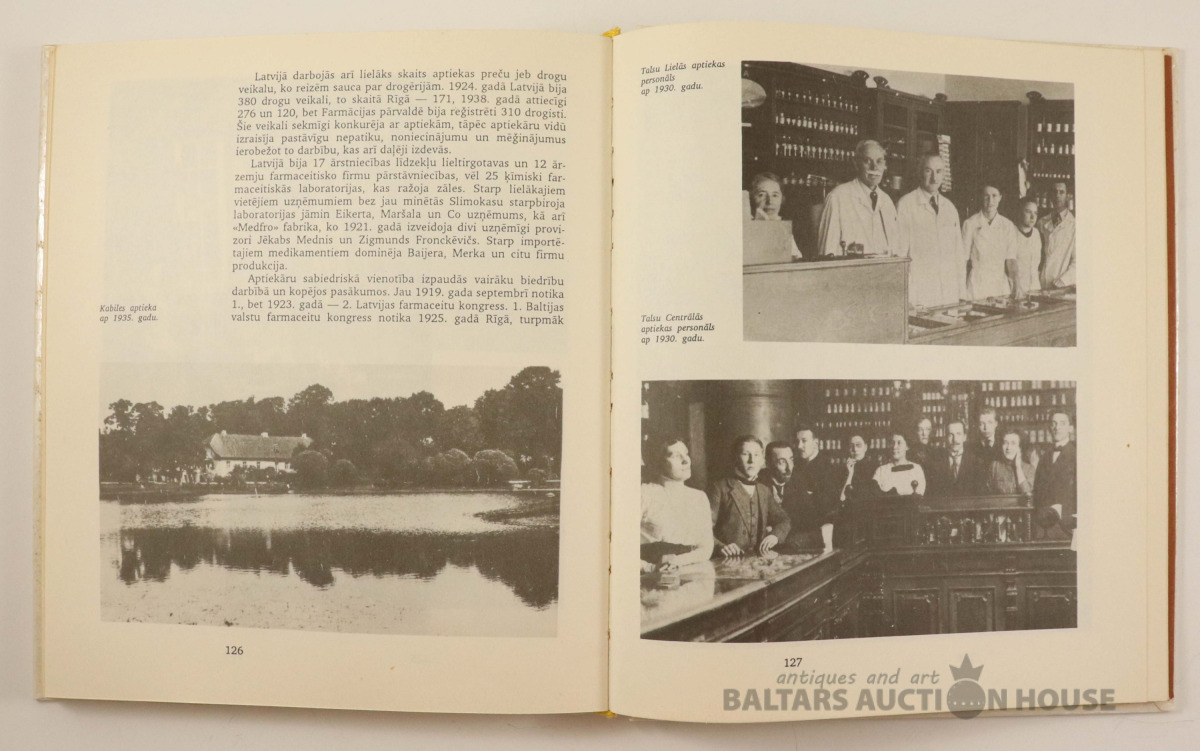 Latvijā darbojās arī lielāks skaits aptiekas preču jeb drogu
veikalu, ko reizēm sauca par drogērijām. 1924. gadā Latvijā bija
380 drogu veikali, to skaitā Rīgā — 171, 1938. gadā attiecīgi
276 un 120, bet Farmācijas pārvaldē bija reģistrēti 310 drogisti.
Šie veikali sekmīgi konkurēja ar aptiekām, tāpēc aptiekāru vidū
izraisīja pastāvīgu nepatiku, noniecinājumu un mēģinājumus
ierobežot to darbību, kas arī daļēji izdevās.
Latvijā bija 17 ārstniecības līdzekļu lieltirgotavas un 12 ār-
zemju farmaceitisko firmu pārstāvniecības, vēl 25 ķīmiski far-
maceitiskās laboratorijas, kas ražoja zāles. Starp lielākajiem
vietējiem uzņēmumiem bez jau minētās Slimokasu starpbiroja
laboratorijas jāmin Eikerta, Maršala un Co uzņēmums, kā arī
«Medfro» fabrika, ko 1921. gadā izveidoja divi uzņēmīgi provi-
zori Jēkabs Mednis un Zigmunds Fronckēvičs. Starp importē-
tajiem medikamentiem dominēja Baijera, Merka un citu firmu
produkcija.
Aptiekāru sabiedriskā vienotība izpaudās vairāku biedrību
darbībā un kopējos pasākumos. Jau 1919. gada septembrī notika
1., bet 1923. gadā — 2. Latvijas farmaceitu kongress. 1. Baltijas
valstu farmaceitu kongress notika 1925. gadā Rīgā, turpmāk
Kabiles aptieka
ap 1935. gadu.
126
Talsu Lielās aptiekas
personāls
ap 1930. gadu.
Talsu Centrālās
aptiekas personāls
ap 1930. gadu.
127
antiques and art
BALTARS AUCTION HOUSE